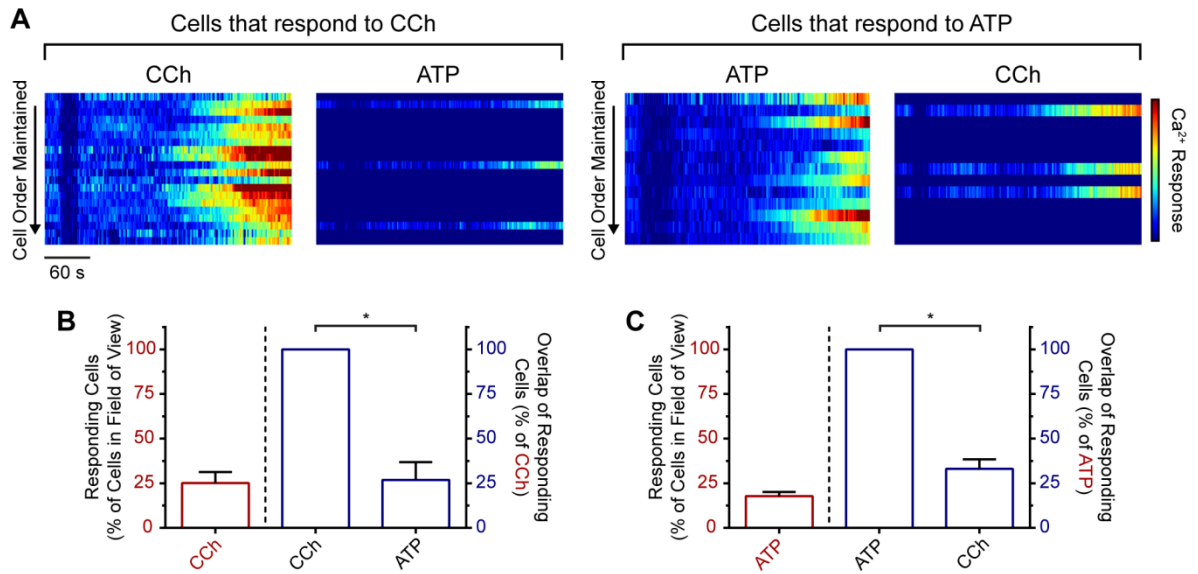 A
Cells that respond to CCh
Cells that respond to ATP
CCh
ATP
ATP
CCh
Cell Order Maintained
Cell Order Maintained
Ca²⁺ Response
60 s
B
Responding Cells
(% of Cells in Field of View)
100
75
50
25
0
100
75
50
25
0
Overlap of Responding
Cells (% of CCh)
*
CCh
CCh
ATP
C
Responding Cells
(% of Cells in Field of View)
100
75
50
25
0
100
75
50
25
0
Overlap of Responding
Cells (% of ATP)
*
ATP
ATP
CCh